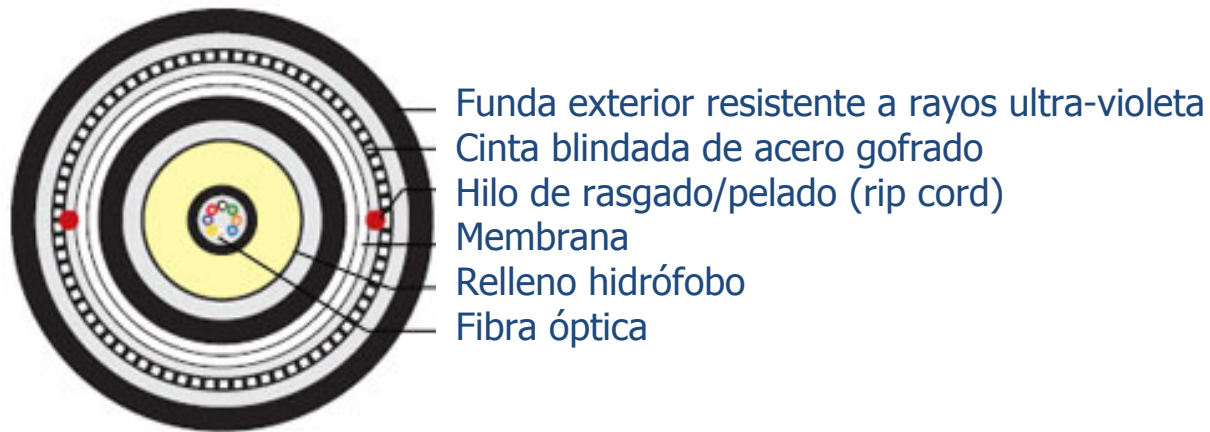 Funda exterior resistente a rayos ultra-violeta
Cinta blindada de acero gofrado
Hilo de rasgado/pelado (rip cord)
Membrana
Relleno hidrófobo
Fibra óptica